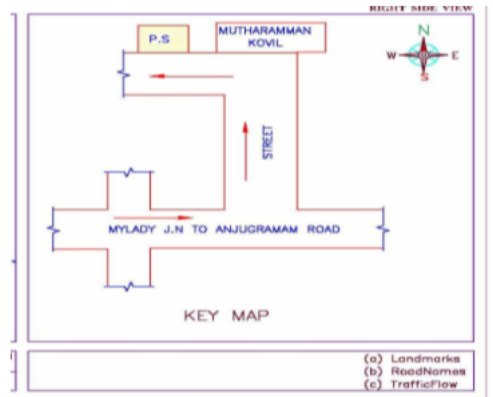 RIGHT SIDE VIEW
P.S
MUTHARAMMAN
KOVIL
N
W
E
S
STREET
MYLADY J.N TO ANJUGRAMAM ROAD
KEY MAP
(a) Landmarks
(b) RoadNames
(c) TrafficFlow